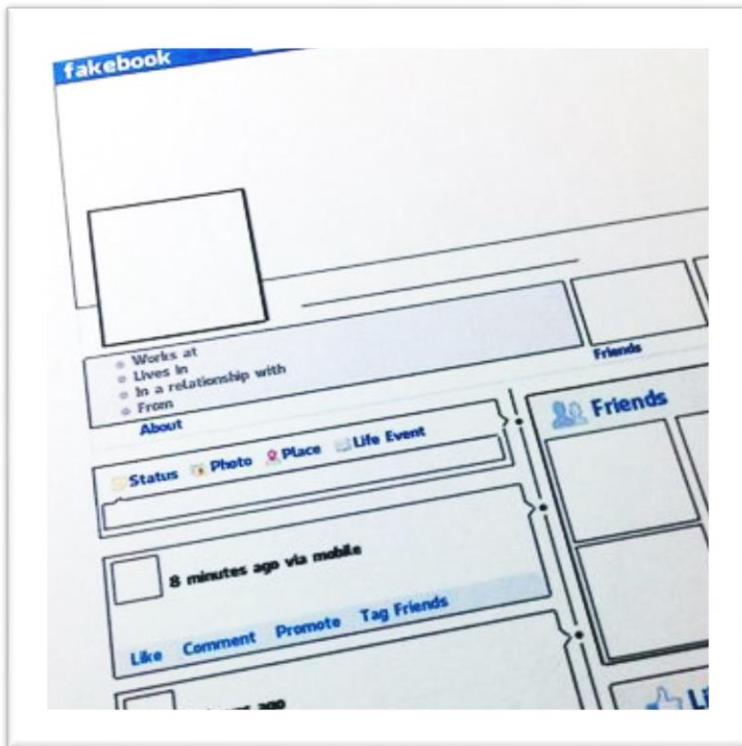 fakebook
Works at
Lives in
In a relationship with
From
About
Friends
Status Photo Place Life Event
Friends
8 minutes ago via mobile
Like Comment Promote Tag Friends
ago